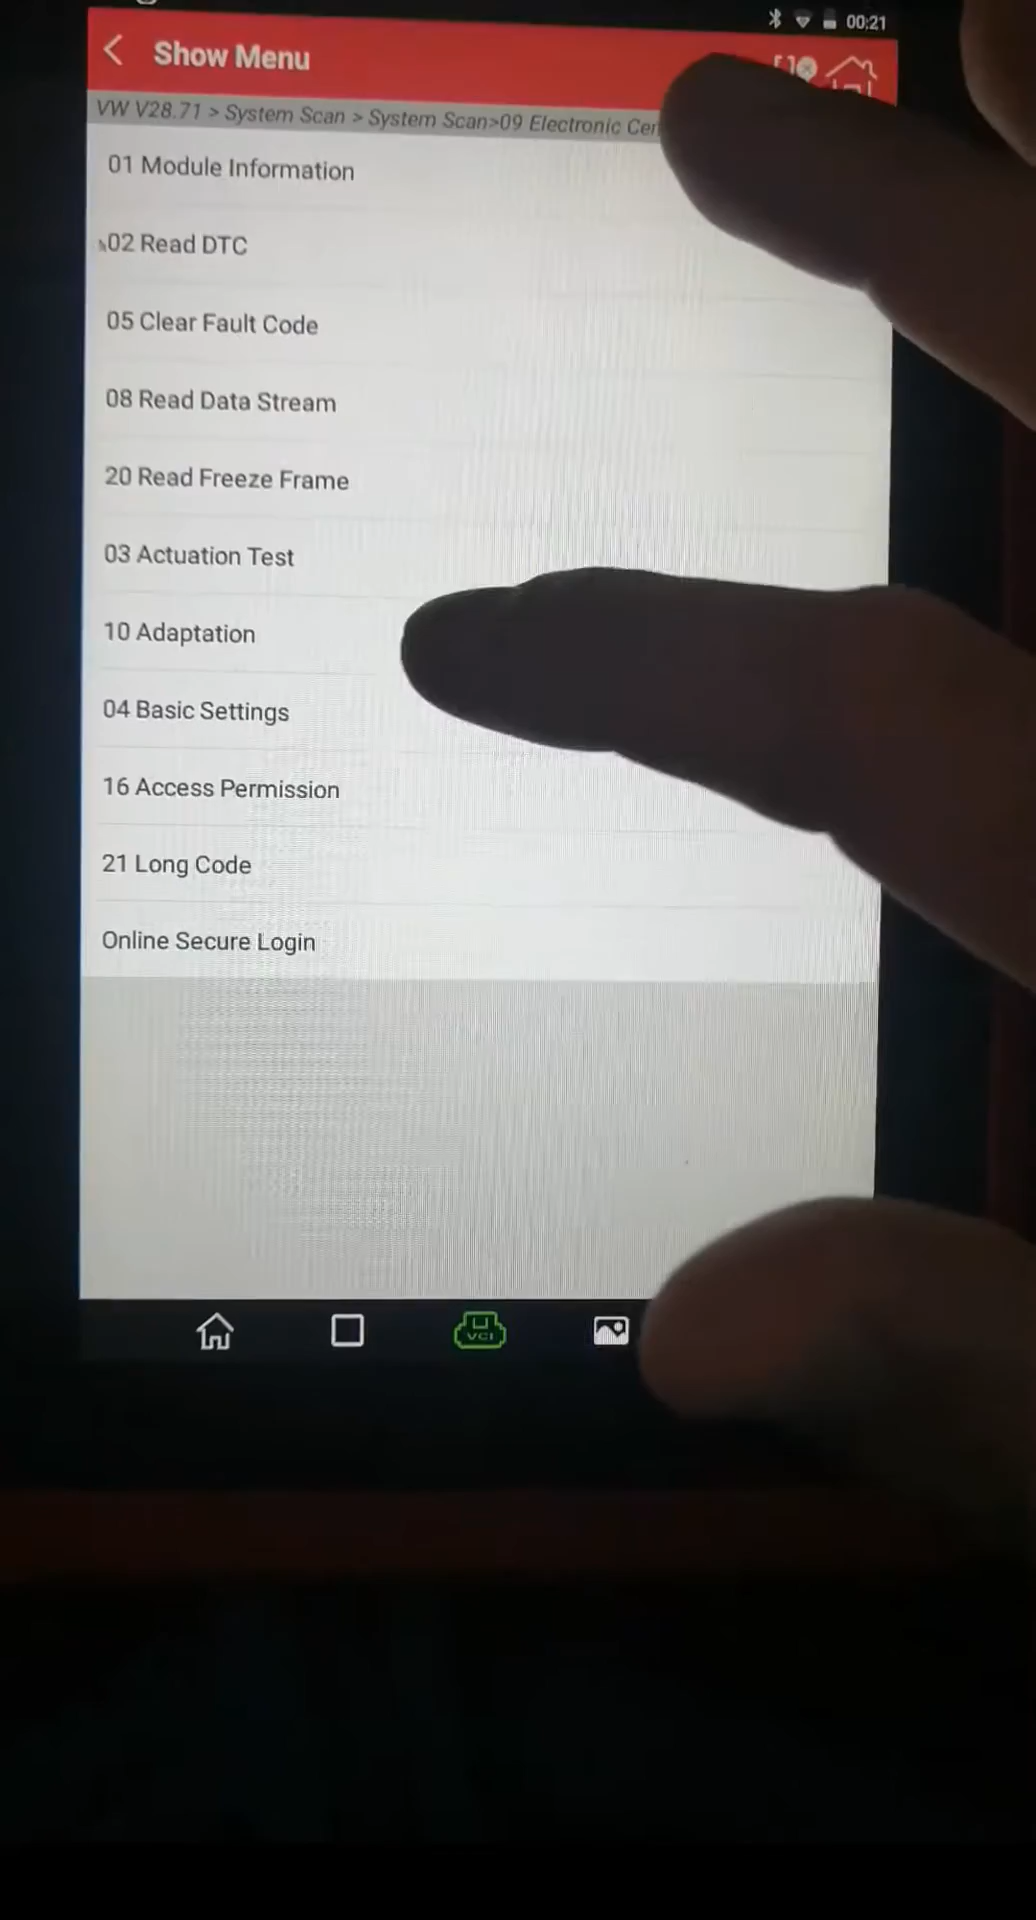 00:21
Show Menu
VW V28.71 > System Scan > System Scan>09 Electronic
01 Module Information
02 Read DTC
05 Clear Fault Code
08 Read Data Stream
20 Read Freeze Frame
03 Actuation Test
10 Adaptation
04 Basic Settings
16 Access Permission
21 Long Code
Online Secure Login
VCI